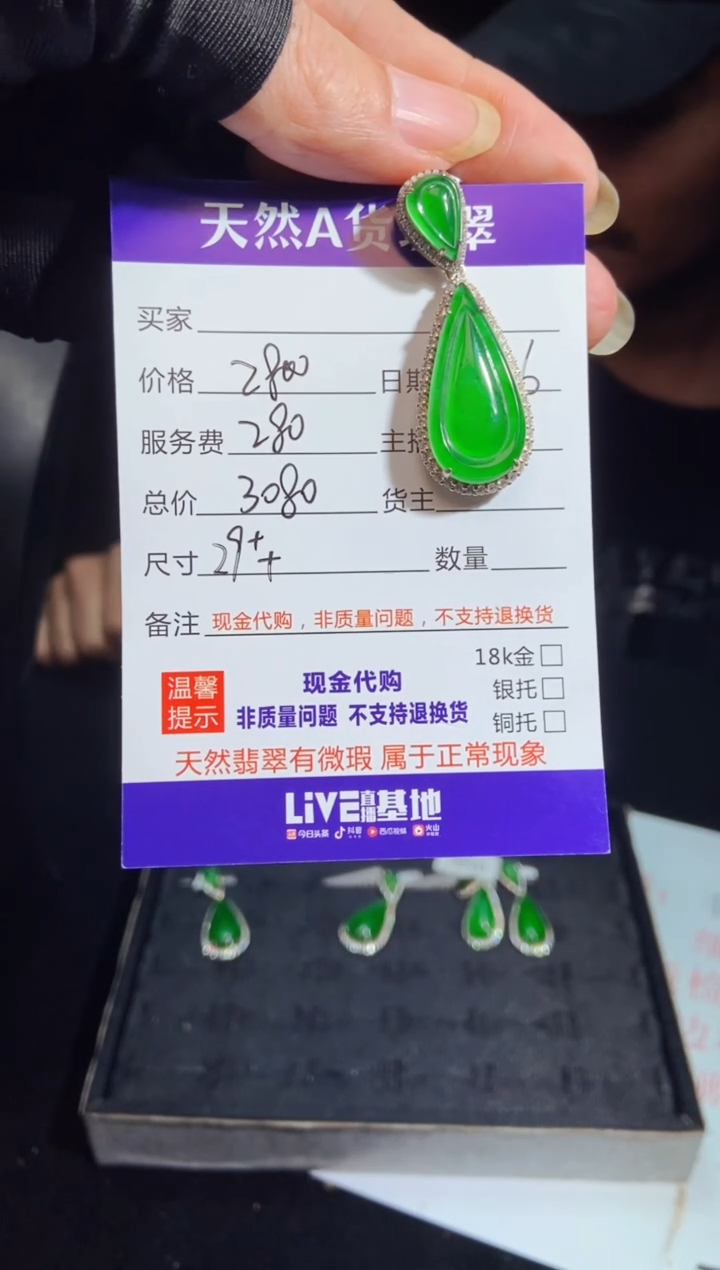 天然A货 翠
买家
价格 2800 日期 6
服务费 280 主播
总价 3080 货主
尺寸 29++ 数量
备注 现金代购，非质量问题，不支持退换货
18k金
银托
铜托
温馨提示
现金代购
非质量问题 不支持退换货
天然翡翠有微瑕 属于正常现象
LiVE直播基地
今日头条 抖音 西瓜视频 火山